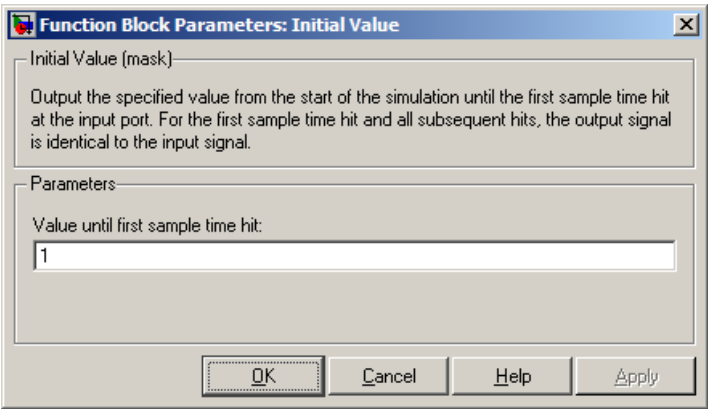 Function Block Parameters: Initial Value
Initial Value (mask)
Output the specified value from the start of the simulation until the first sample time hit
at the input port. For the first sample time hit and all subsequent hits, the output signal
is identical to the input signal.
Parameters
Value until first sample time hit:
1
OK Cancel Help Apply